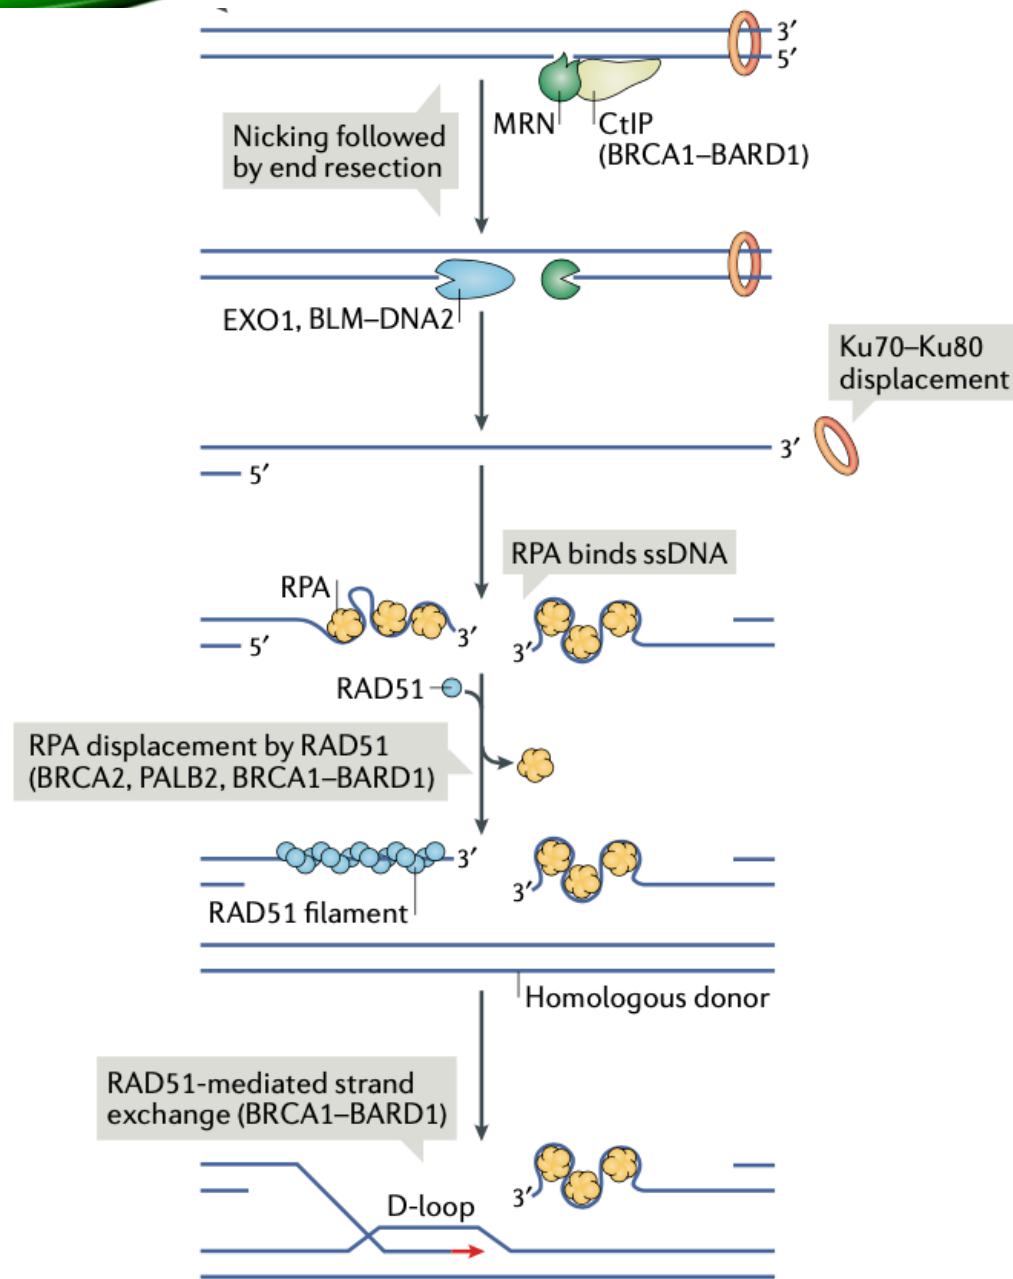 3′
5′
MRN
CtIP
(BRCA1–BARD1)
Nicking followed
by end resection
EXO1, BLM–DNA2
Ku70–Ku80
displacement
3′
5′
RPA binds ssDNA
RPA
3′
5′
3′
RAD51
RPA displacement by RAD51
(BRCA2, PALB2, BRCA1–BARD1)
3′
3′
RAD51 filament
Homologous donor
RAD51-mediated strand
exchange (BRCA1–BARD1)
3′
D-loop